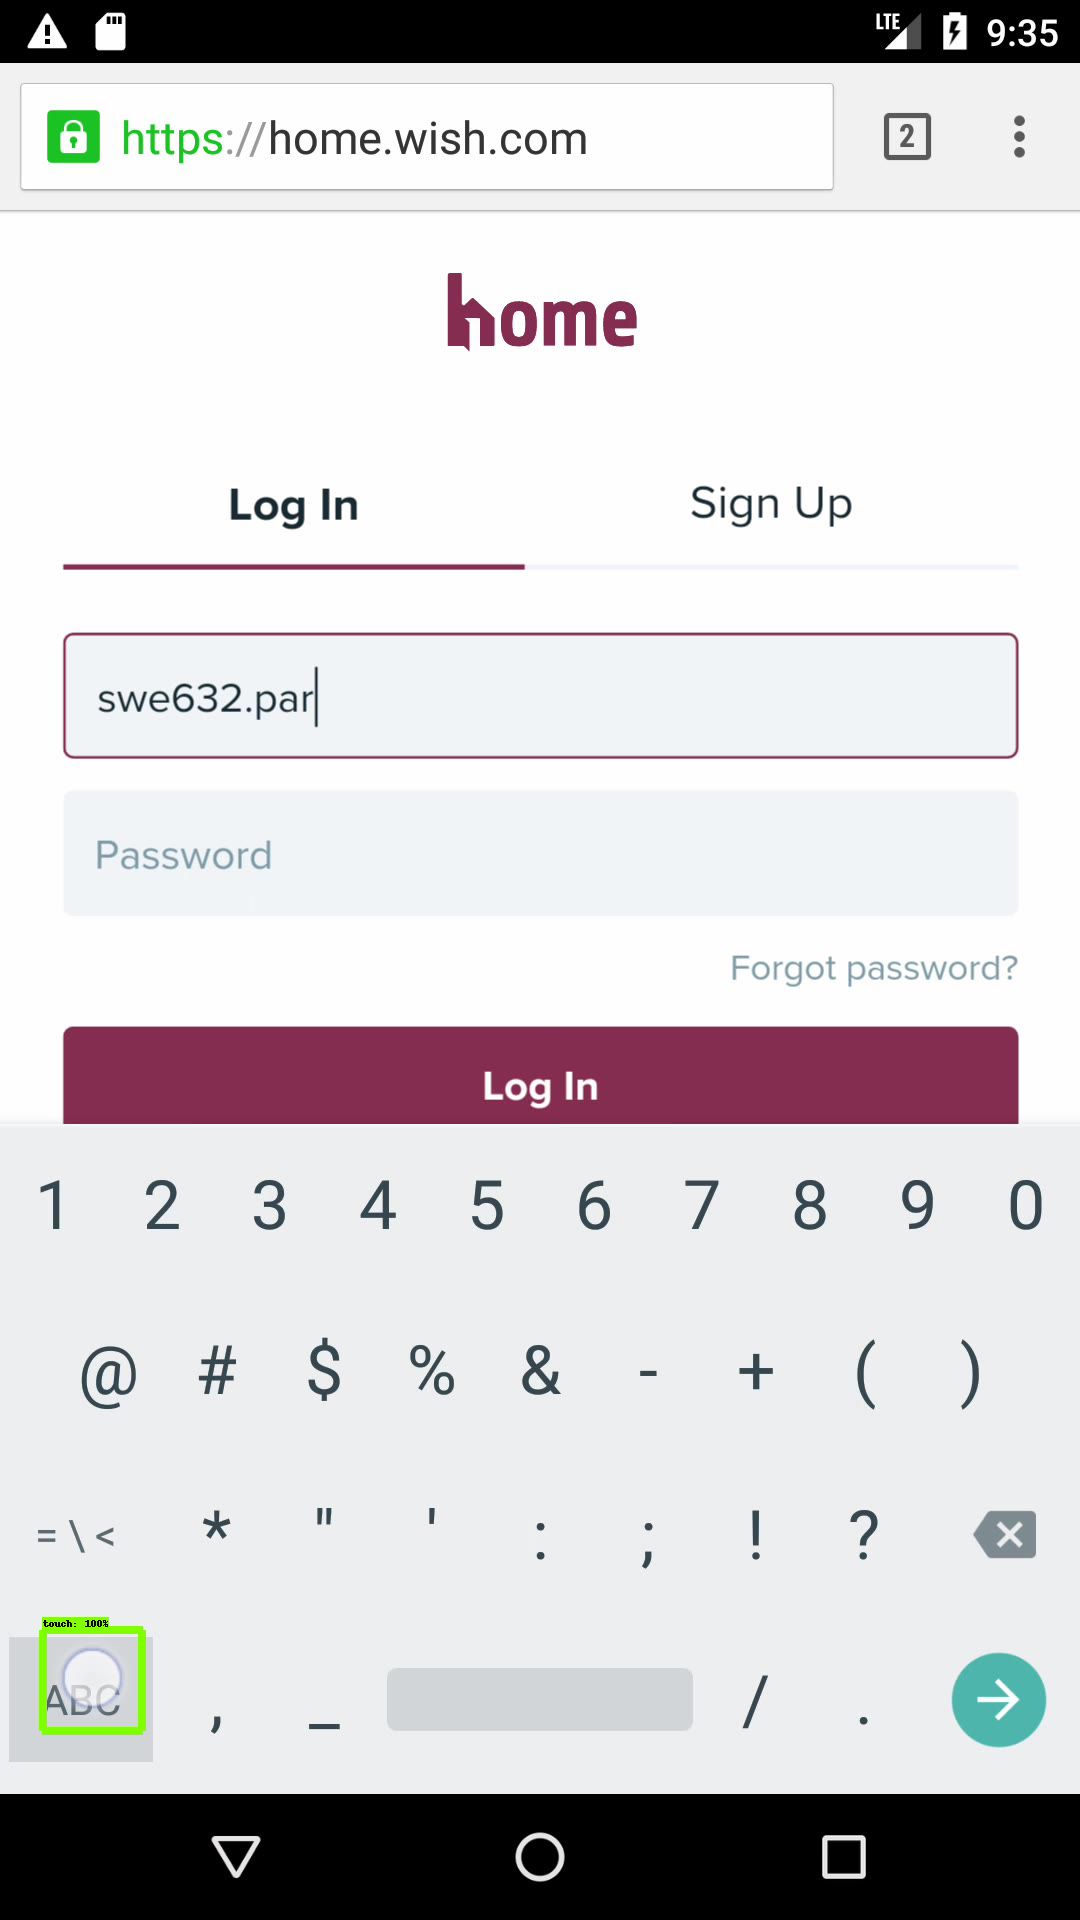 LTE 9:35
https://home.wish.com 2
home
Log In Sign Up
swe632.par
Password
Forgot password?
Log In
1 2 3 4 5 6 7 8 9 0
@ # $ % & - + ( )
= \ < * " ' : ; ! ?
touch: 100%
ABC , _ / .